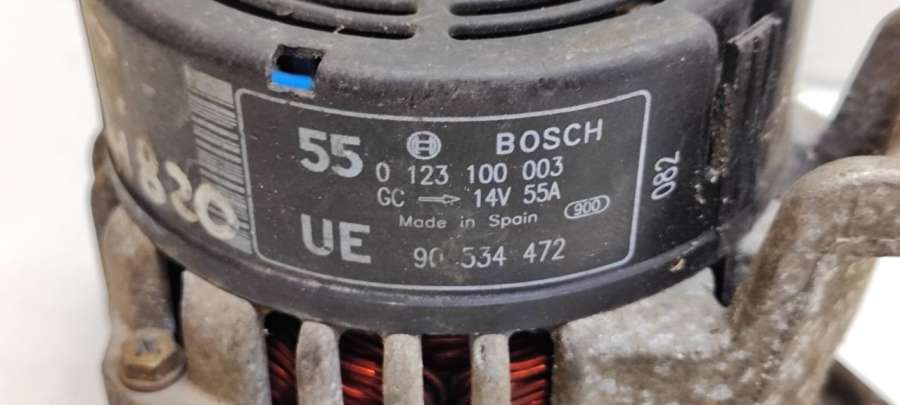 55 BOSCH
0 123 100 003
GC → 14V 55A
Made in Spain 900
UE 90 534 472
082